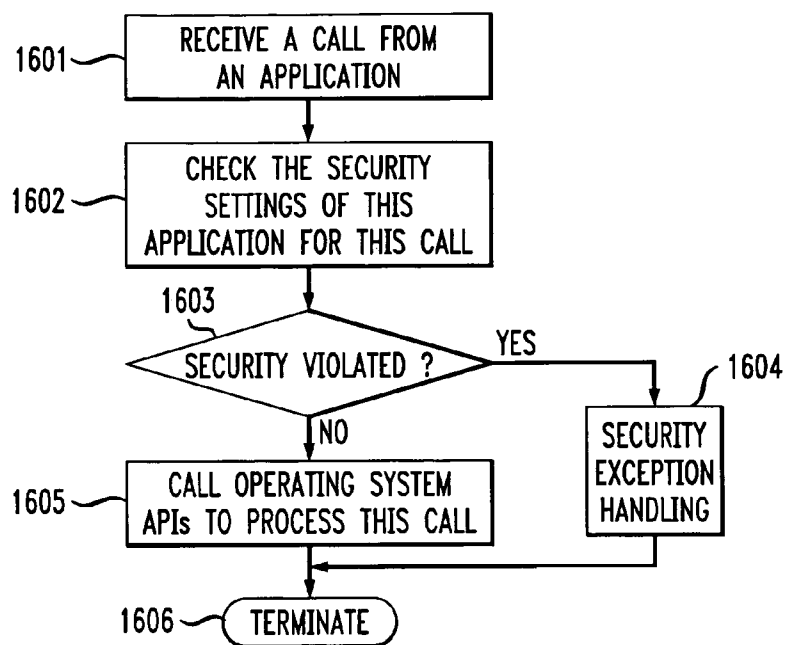 1601
RECEIVE A CALL FROM
AN APPLICATION
1602
CHECK THE SECURITY
SETTINGS OF THIS
APPLICATION FOR THIS CALL
1603
SECURITY VIOLATED ?
YES
NO
1604
SECURITY
EXCEPTION
HANDLING
1605
CALL OPERATING SYSTEM
APIs TO PROCESS THIS CALL
1606
TERMINATE